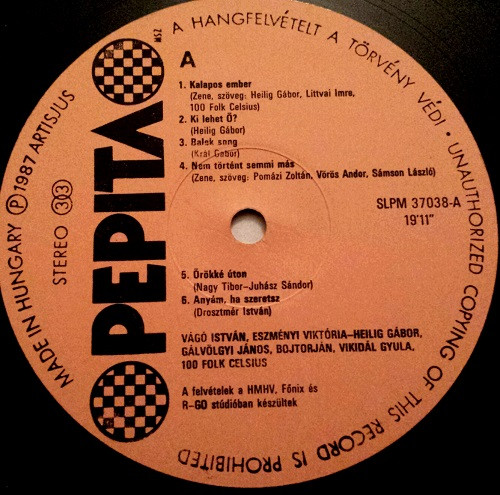 A HANGFELVÉTELT A TÖRVÉNY VÉDI • UNAUTHORIZED COPYING OF THIS RECORD IS PROHIBITED
MADE IN HUNGARY Ⓟ 1987 ARTISJUS
STEREO 33
PEPITA
MSZ
A
1. Kalapos ember
(Zene, szöveg: Heilig Gábor, Littvai Imre,
100 Folk Celsius)
2. Ki lehet Ő?
(Heilig Gábor)
3. Balek song
(Král Gábor)
4. Nem történt semmi más
(Zene, szöveg: Pomázi Zoltán, Vörös Andor, Sámson László)
SLPM 37038-A
19'11"
5. Örökké úton
(Nagy Tibor–Juhász Sándor)
6. Anyám, ha szeretsz
(Drosztmér István)
VÁGÓ ISTVÁN, ESZMÉNYI VIKTÓRIA–HEILIG GÁBOR,
GÁLVÖLGYI JÁNOS, BOJTORJÁN, VIKIDÁL GYULA,
100 FOLK CELSIUS
A felvételek a HMHV, Főnix és
R-GO stúdióban készültek